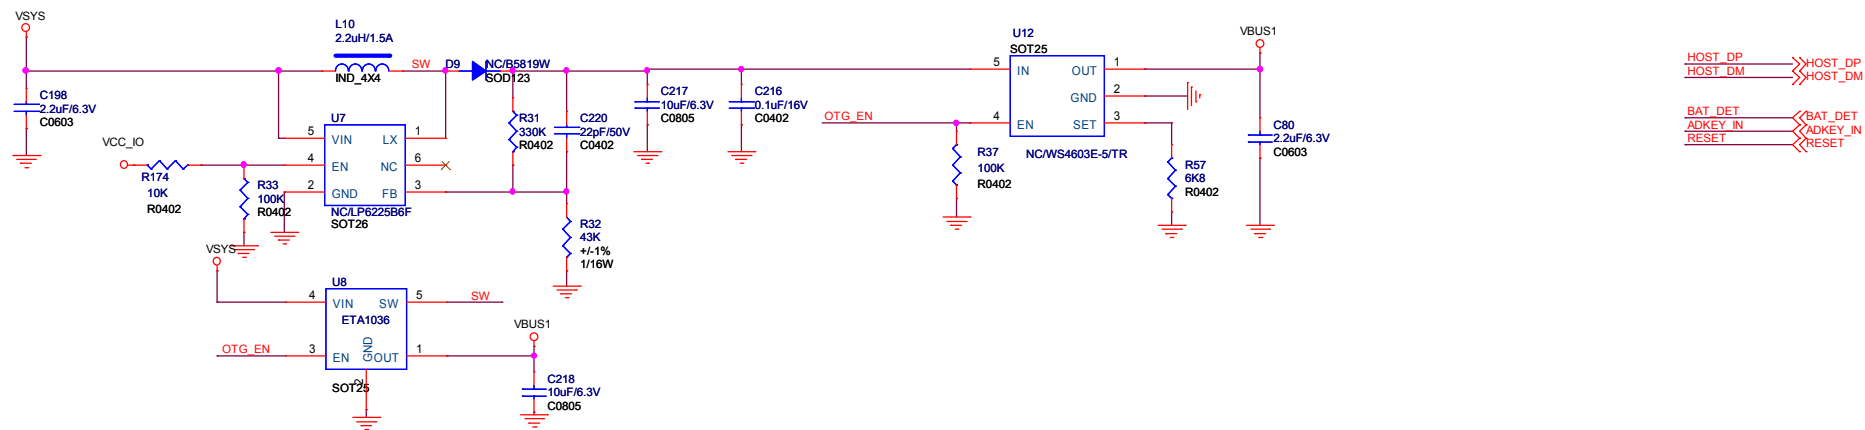 VSYS
L10
2.2uH/1.5A
IND_4X4
SW
D9
NC/B5819W
SOD123
C198
2.2uF/6.3V
C0603
U7
5
VIN
LX
1
4
EN
NC
6
2
GND
FB
3
NC/LP6225B6F
SOT26
VCC_IO
R174
10K
R0402
R33
100K
R0402
R31
330K
R0402
C220
22pF/50V
C0402
R32
43K
+/-1%
1/16W
C217
10uF/6.3V
C0805
C216
0.1uF/16V
C0402
U12
SOT25
5
IN
OUT
1
GND
2
4
EN
SET
3
NC/WS4603E-5/TR
OTG_EN
R37
100K
R0402
R57
6K8
R0402
VBUS1
C80
2.2uF/6.3V
C0603
HOST_DP
HOST_DP
HOST_DM
HOST_DM
BAT_DET
BAT_DET
ADKEY_IN
ADKEY_IN
RESET
RESET
VSYS
U8
4
VIN
SW
5
SW
ETA1036
OTG_EN
3
EN
GND
OUT
1
2
SOT25
VBUS1
C218
10uF/6.3V
C0805